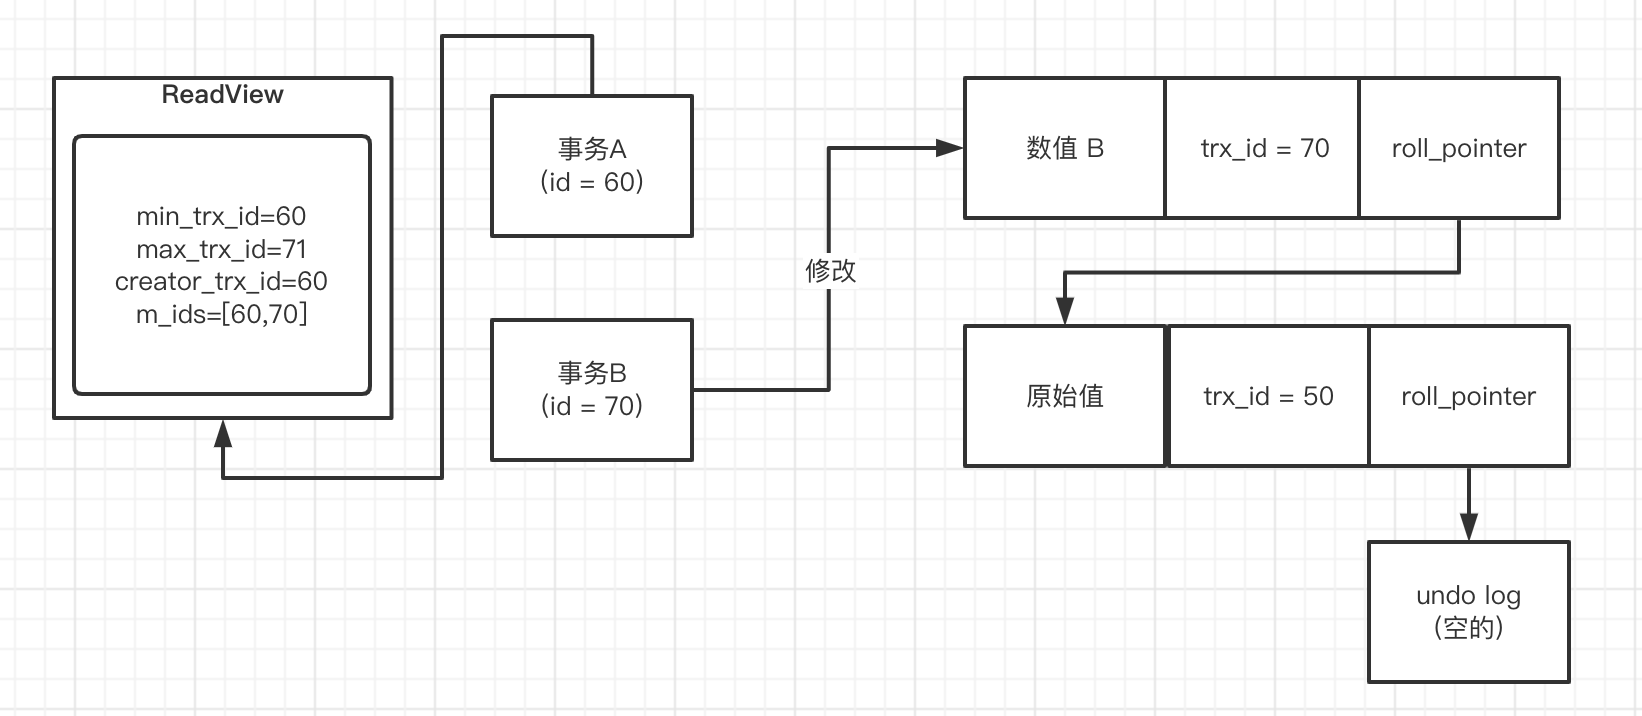 ReadView
min_trx_id=60
max_trx_id=71
creator_trx_id=60
m_ids=[60,70]
事务A
(id = 60)
事务B
(id = 70)
修改
数值 B
trx_id = 70
roll_pointer
原始值
trx_id = 50
roll_pointer
undo log
(空的)